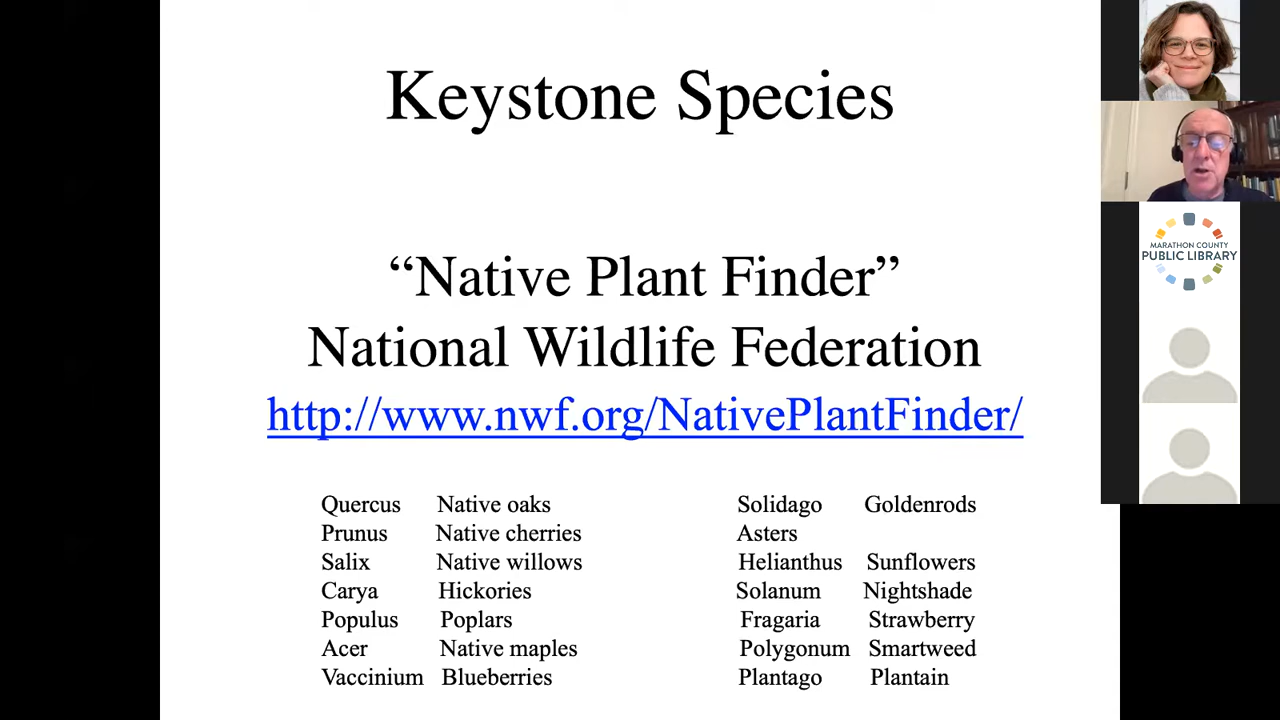 Keystone Species
“Native Plant Finder”
National Wildlife Federation
http://www.nwf.org/NativePlantFinder/
Quercus Native oaks
Prunus Native cherries
Salix Native willows
Carya Hickories
Populus Poplars
Acer Native maples
Vaccinium Blueberries
Solidago Goldenrods
Asters
Helianthus Sunflowers
Solanum Nightshade
Fragaria Strawberry
Polygonum Smartweed
Plantago Plantain
MARATHON COUNTY
PUBLIC LIBRARY